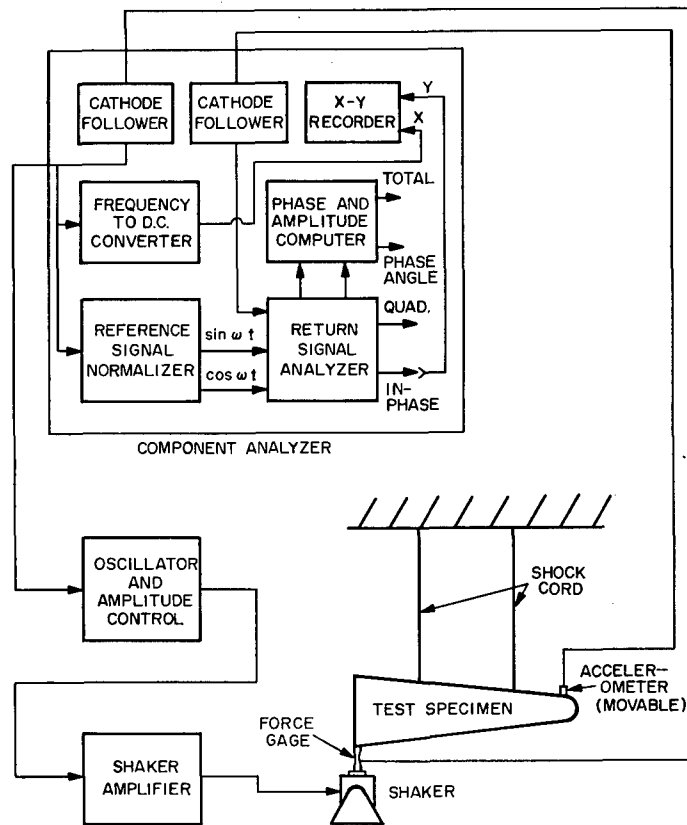 CATHODE
FOLLOWER
CATHODE
FOLLOWER
X-Y
RECORDER
Y
X
FREQUENCY
TO D.C.
CONVERTER
PHASE AND
AMPLITUDE
COMPUTER
TOTAL
PHASE
ANGLE
REFERENCE
SIGNAL
NORMALIZER
sin ω t
cos ω t
RETURN
SIGNAL
ANALYZER
QUAD.
IN-
PHASE
COMPONENT ANALYZER
OSCILLATOR
AND
AMPLITUDE
CONTROL
SHOCK
CORD
ACCELER-
OMETER
(MOVABLE)
TEST SPECIMEN
FORCE
GAGE
SHAKER
AMPLIFIER
SHAKER